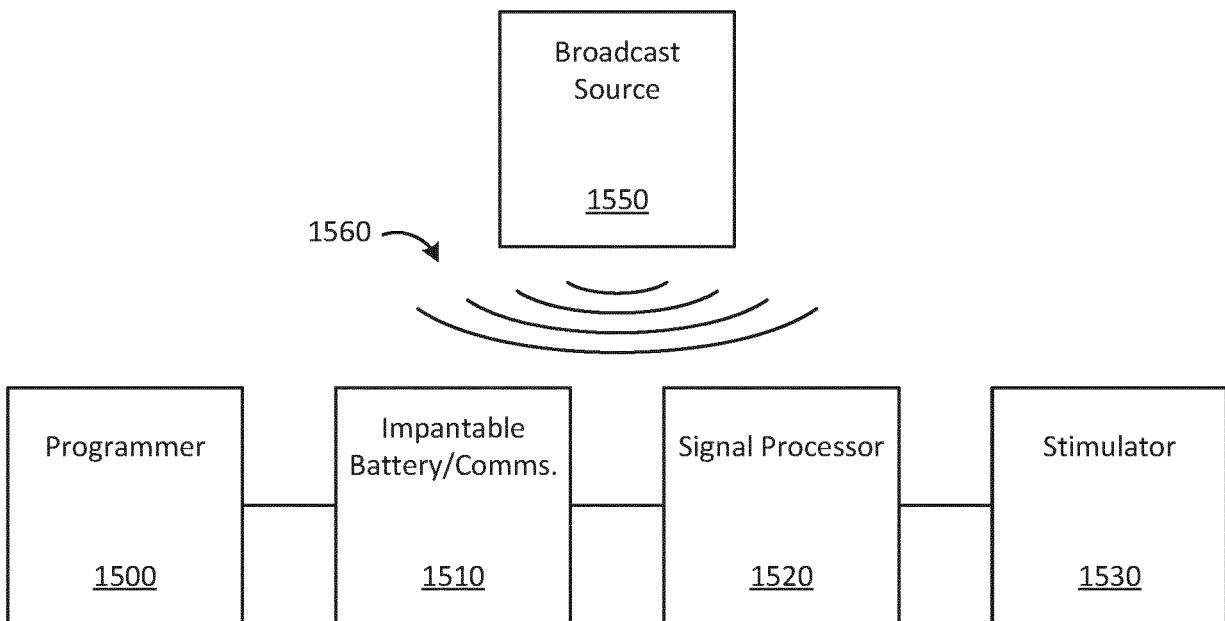 Broadcast
Source
1550
1560
Programmer
1500
Impantable
Battery/Comms.
1510
Signal Processor
1520
Stimulator
1530